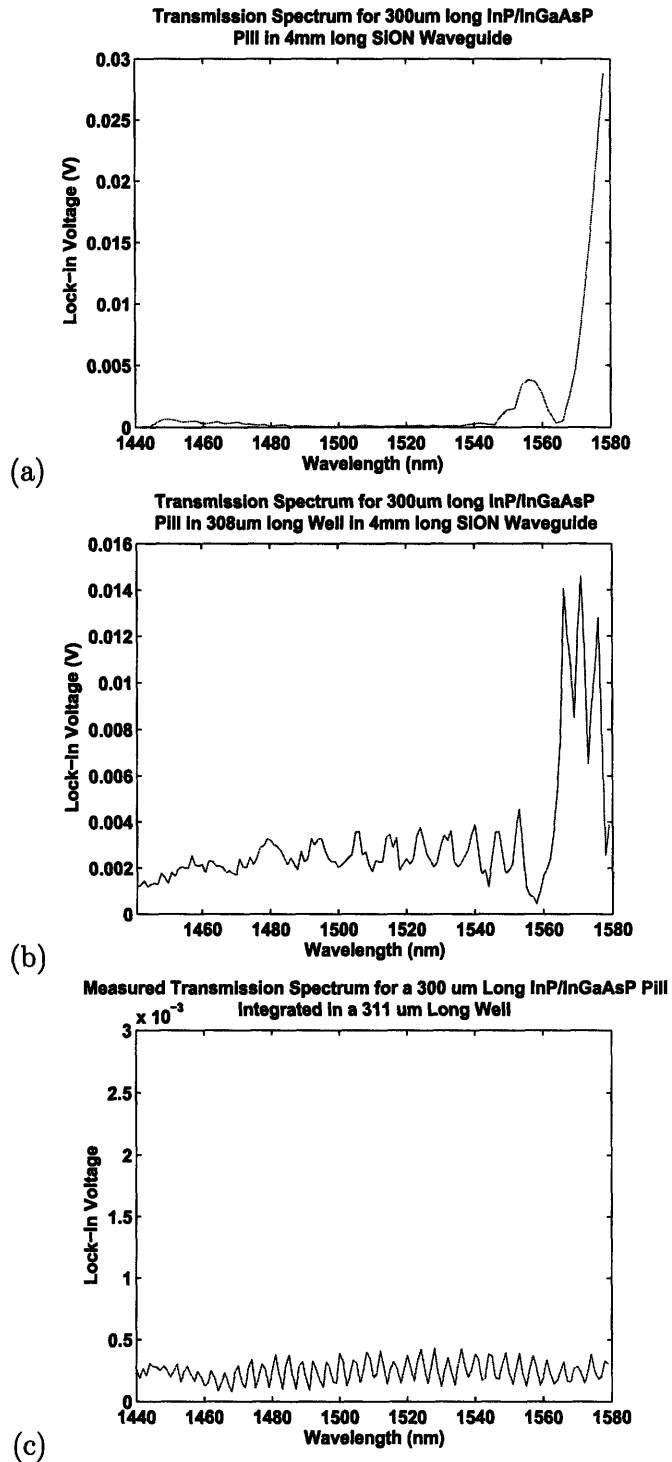 Transmission Spectrum for 300um long InP/InGaAsP
Pill in 4mm long SiON Waveguide
0.03
0.025
0.02
0.015
0.01
0.005
0
Lock-in Voltage (V)
1440 1460 1480 1500 1520 1540 1560 1580
Wavelength (nm)
(a)
Transmission Spectrum for 300um long InP/InGaAsP
Pill in 308um long Well in 4mm long SiON Waveguide
0.016
0.014
0.012
0.01
0.008
0.006
0.004
0.002
0
Lock-in Voltage (V)
1460 1480 1500 1520 1540 1560 1580
Wavelength (nm)
(b)
Measured Transmission Spectrum for a 300 um Long InP/InGaAsP Pill
Integrated in a 311 um Long Well
x 10⁻³
3
2.5
2
1.5
1
0.5
0
Lock-in Voltage
1440 1460 1480 1500 1520 1540 1560 1580
Wavelength (nm)
(c)